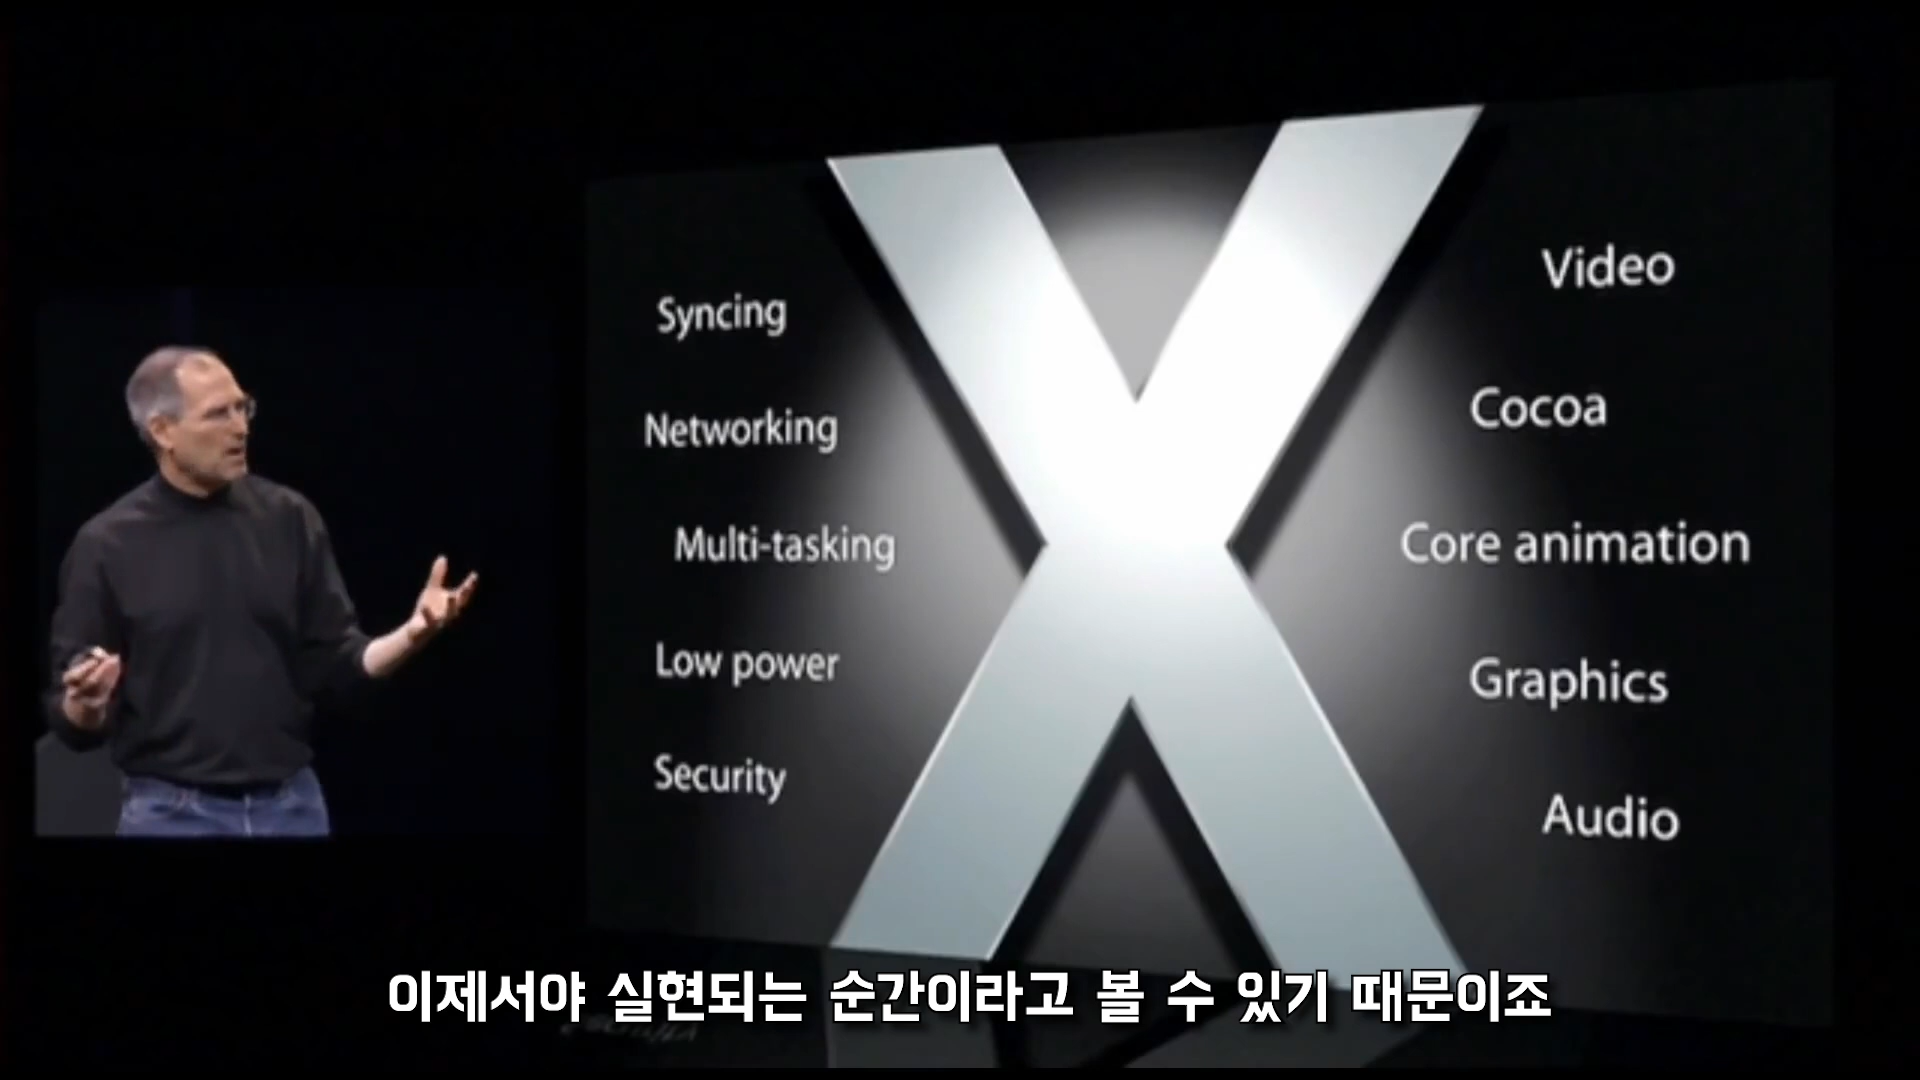 Syncing
Networking
Multi-tasking
Low power
Security
X
Video
Cocoa
Core animation
Graphics
Audio
이제서야 실현되는 순간이라고 볼 수 있기 때문이죠